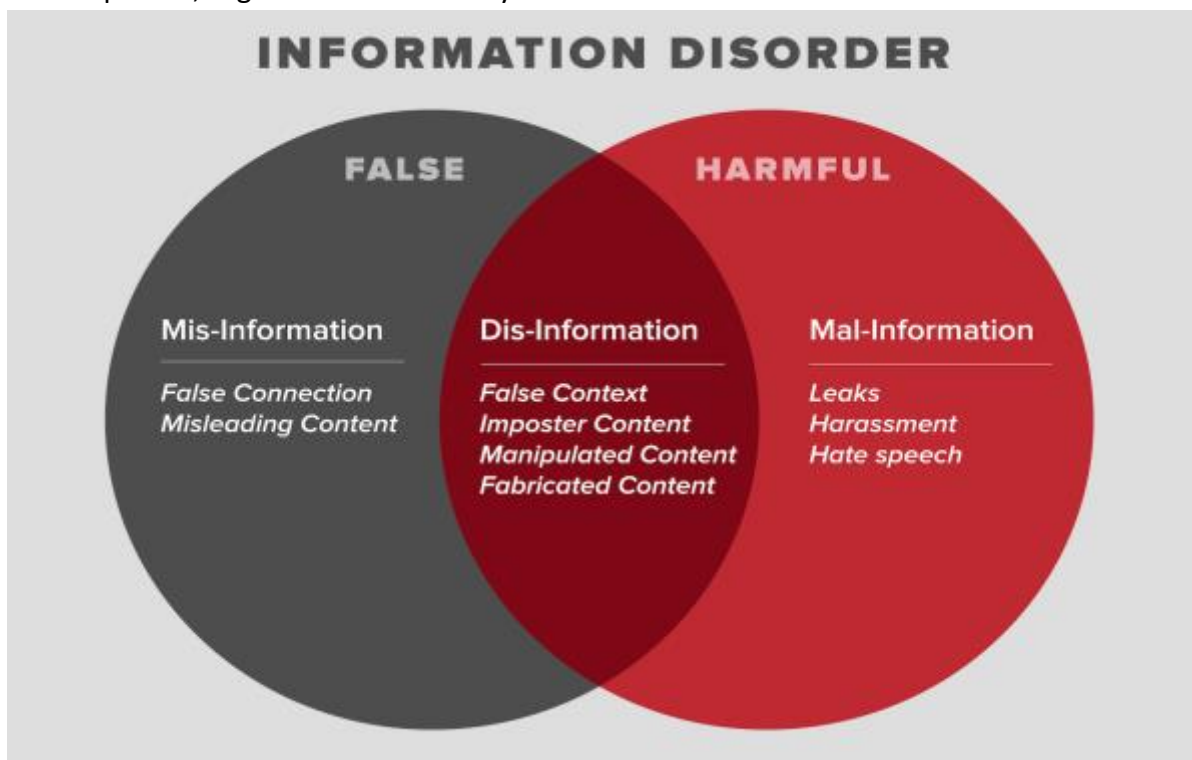 INFORMATION DISORDER
FALSE
HARMFUL
Mis-Information
False Connection
Misleading Content
Dis-Information
False Context
Imposter Content
Manipulated Content
Fabricated Content
Mal-Information
Leaks
Harassment
Hate speech